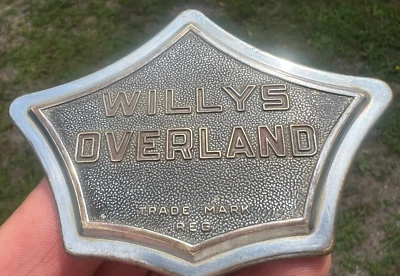 WILLYS
OVERLAND
TRADE MARK
REG